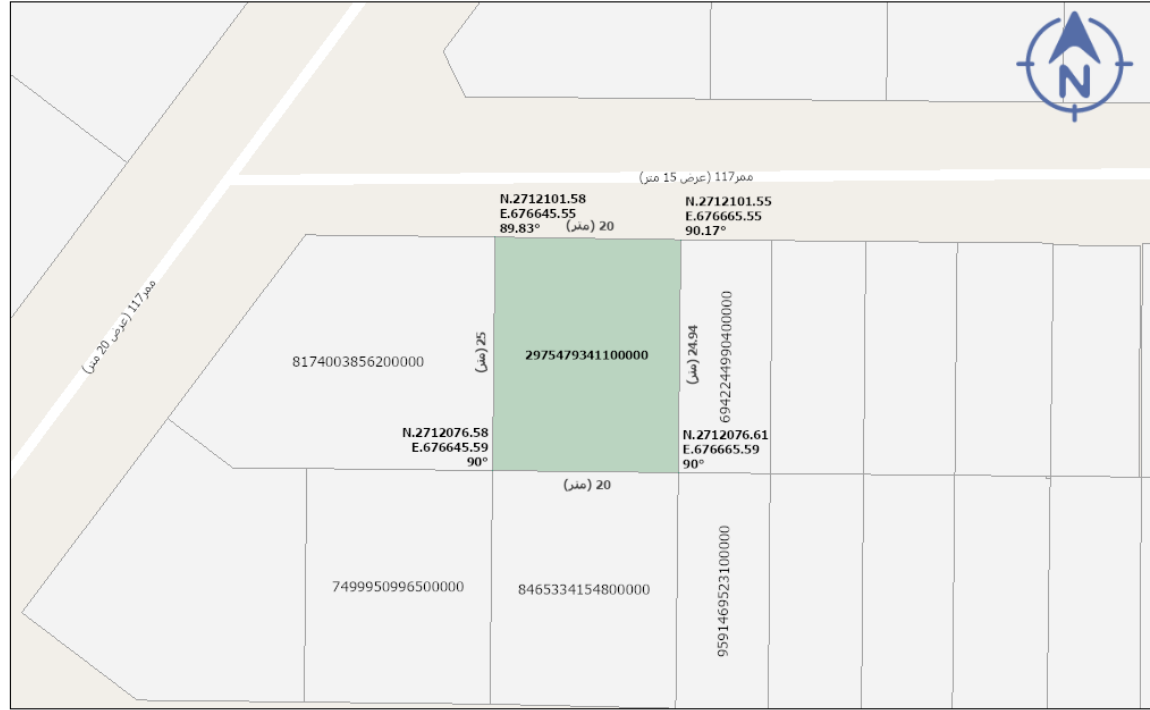 N
ممر117 (عرض 15 متر)
N.2712101.58
E.676645.55
89.83°
20 (متر)
N.2712101.55
E.676665.55
90.17°
ممر117 (عرض 20 متر)
8174003856200000
25 (متر)
2975479341100000
24.94 (متر)
6942244990400000
N.2712076.58
E.676645.59
90°
N.2712076.61
E.676665.59
90°
20 (متر)
7499950996500000
8465334154800000
9591469523100000